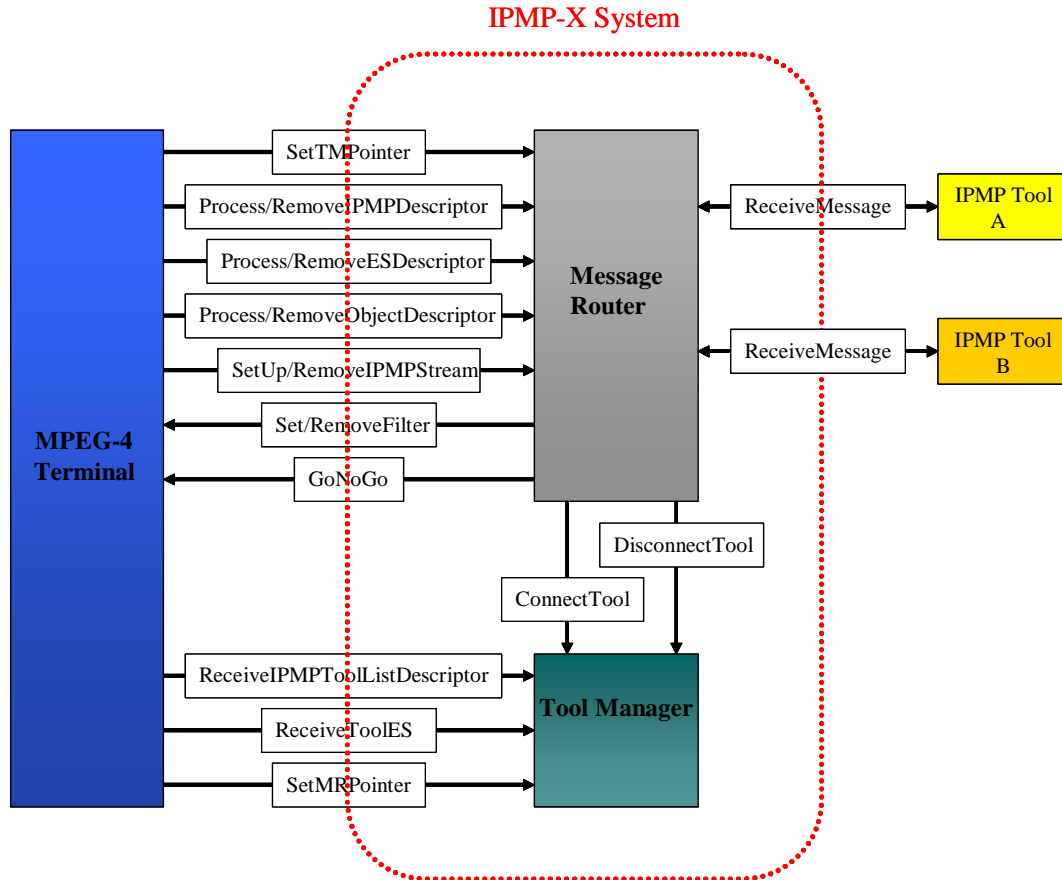 IPMP-X System
SetTMPointer
Process/RemoveIPMPDescriptor
Process/RemoveESDescriptor
Process/RemoveObjectDescriptor
SetUp/RemoveIPMPStream
Set/RemoveFilter
GoNoGo
MPEG-4
Terminal
Message
Router
ReceiveMessage
IPMP Tool
A
ReceiveMessage
IPMP Tool
B
DisconnectTool
ConnectTool
ReceiveIPMPToolListDescriptor
ReceiveToolES
SetMRPointer
Tool Manager